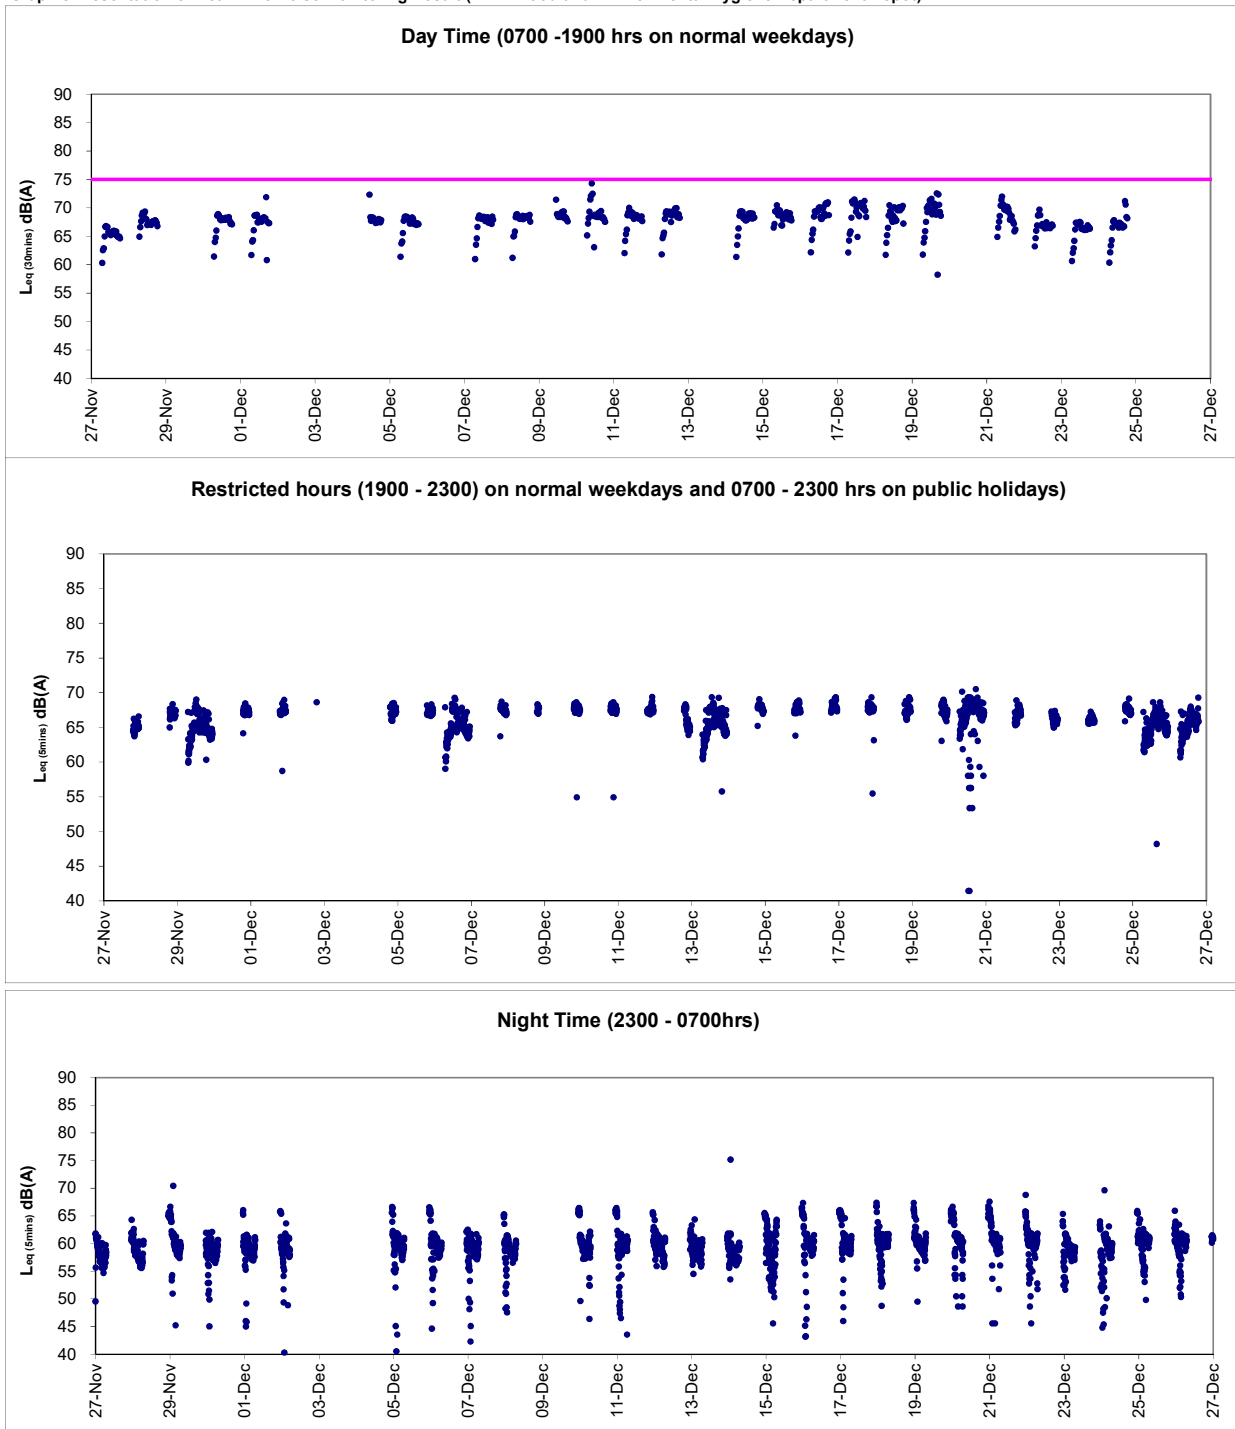 Day Time (0700 -1900 hrs on normal weekdays)
90
85
80
75
70
65
60
55
50
45
40
Leq (30mins) dB(A)
27-Nov
29-Nov
01-Dec
03-Dec
05-Dec
07-Dec
09-Dec
11-Dec
13-Dec
15-Dec
17-Dec
19-Dec
21-Dec
23-Dec
25-Dec
27-Dec
Restricted hours (1900 - 2300) on normal weekdays and 0700 - 2300 hrs on public holidays)
90
85
80
75
70
65
60
55
50
45
40
Leq (5mins) dB(A)
27-Nov
29-Nov
01-Dec
03-Dec
05-Dec
07-Dec
09-Dec
11-Dec
13-Dec
15-Dec
17-Dec
19-Dec
21-Dec
23-Dec
25-Dec
27-Dec
Night Time (2300 - 0700hrs)
90
85
80
75
70
65
60
55
50
45
40
Leq (5mins) dB(A)
27-Nov
29-Nov
01-Dec
03-Dec
05-Dec
07-Dec
09-Dec
11-Dec
13-Dec
15-Dec
17-Dec
19-Dec
21-Dec
23-Dec
25-Dec
27-Dec